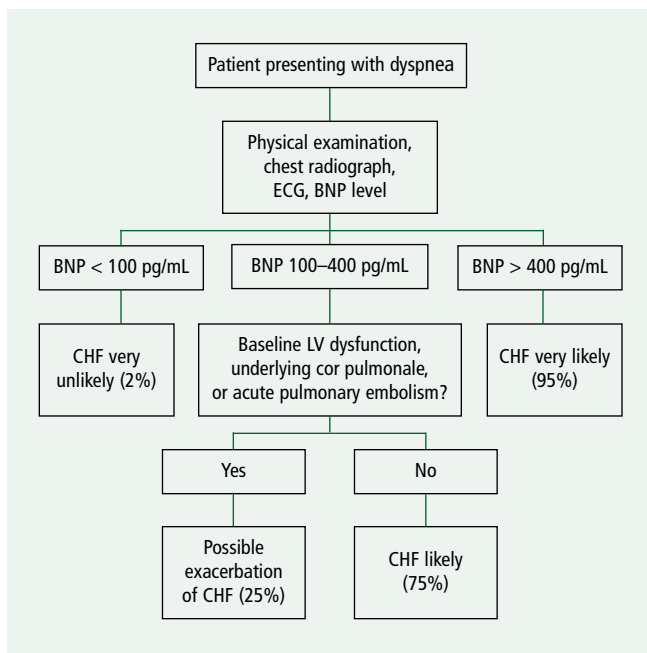 Patient presenting with dyspnea
Physical examination,
chest radiograph,
ECG, BNP level
BNP < 100 pg/mL
BNP 100–400 pg/mL
BNP > 400 pg/mL
CHF very
unlikely (2%)
Baseline LV dysfunction,
underlying cor pulmonale,
or acute pulmonary embolism?
CHF very likely
(95%)
Yes
No
Possible
exacerbation
of CHF (25%)
CHF likely
(75%)